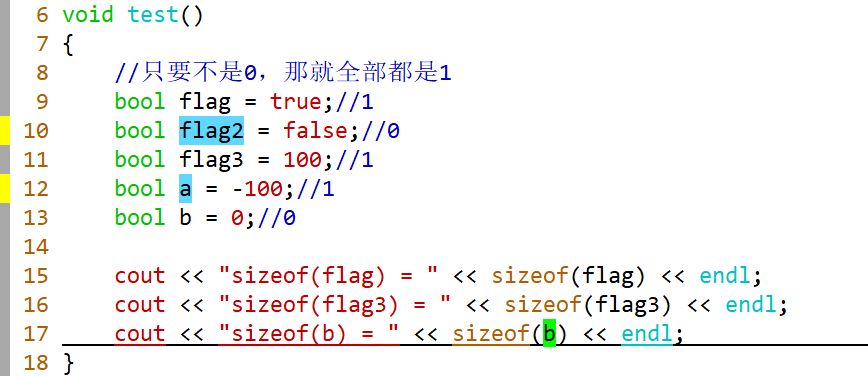 6 void test()
7 {
8     //只要不是0，那就全部都是1
9     bool flag = true;//1
10     bool flag2 = false;//0
11     bool flag3 = 100;//1
12     bool a = -100;//1
13     bool b = 0;//0
14
15     cout << "sizeof(flag) = " << sizeof(flag) << endl;
16     cout << "sizeof(flag3) = " << sizeof(flag3) << endl;
17     cout << "sizeof(b) = " << sizeof(b) << endl;
18 }